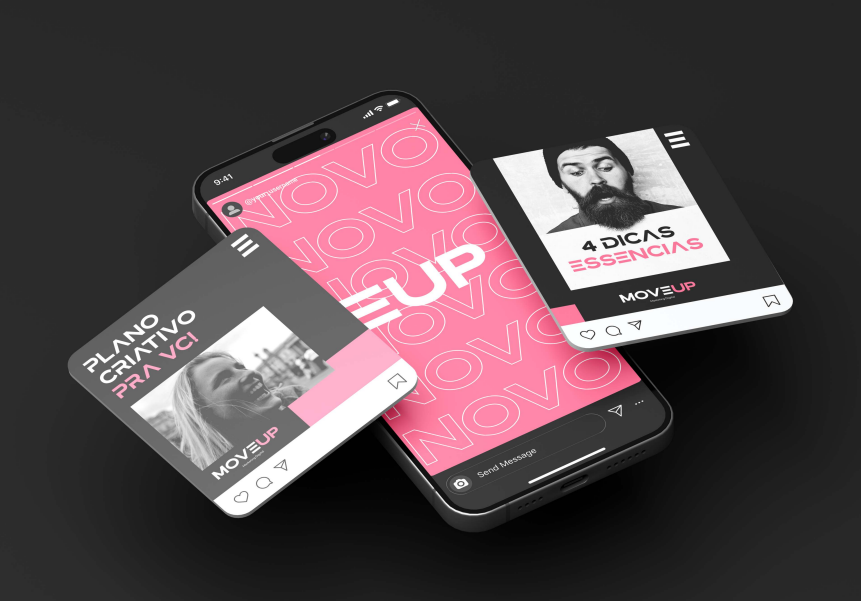 9:41
NOVO
NOVO
NOVO
NOVO
NOVO
EUP
Send Message
PLANO
CRIATIVO
PRA VCI
MOVEUP
4 DICAS
ESSENCIAS
MOVEUP